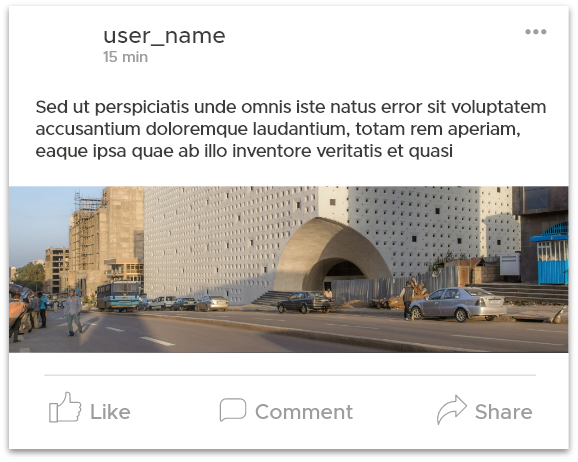 user_name
15 min
Sed ut perspiciatis unde omnis iste natus error sit voluptatem
accusantium doloremque laudantium, totam rem aperiam,
eaque ipsa quae ab illo inventore veritatis et quasi
Like
Comment
Share